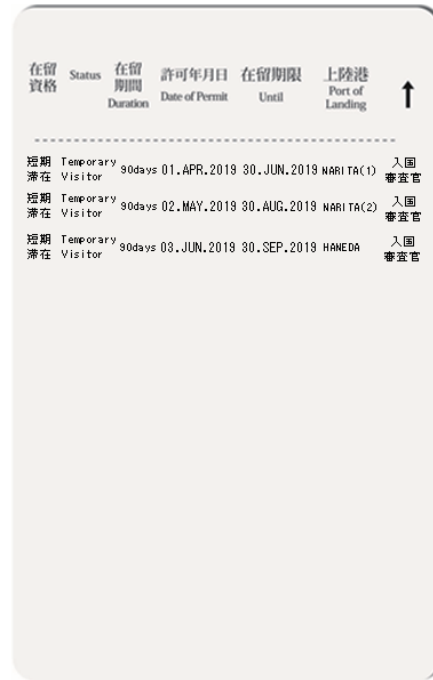 在留資格 Status 在留期間 Duration 許可年月日 Date of Permit 在留期限 Until 上陸港 Port of Landing ↑
短期滞在 Temporary Visitor 90days 01.APR.2019 30.JUN.2019 NARITA(1) 入国審査官
短期滞在 Temporary Visitor 90days 02.MAY.2019 30.AUG.2019 NARITA(2) 入国審査官
短期滞在 Temporary Visitor 90days 03.JUN.2019 30.SEP.2019 HANEDA 入国審査官